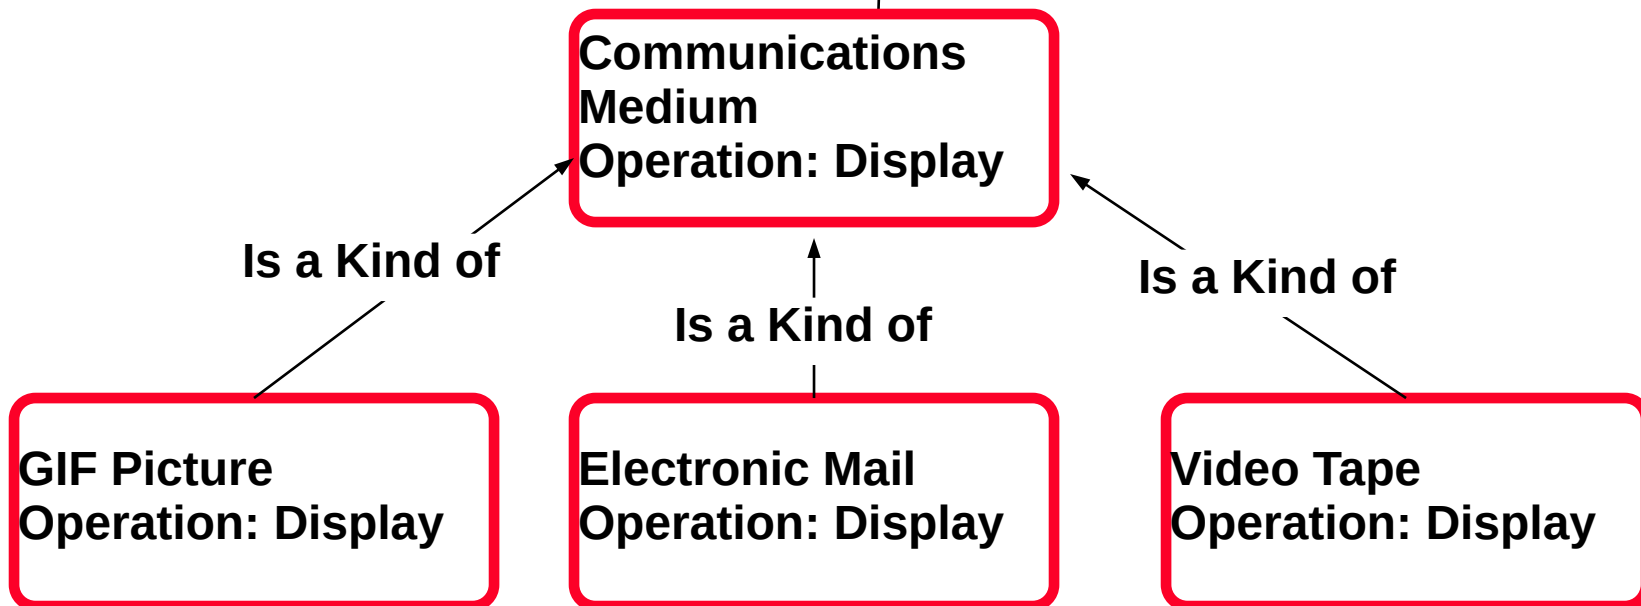 Communications
Medium
Operation: Display
Is a Kind of
Is a Kind of
Is a Kind of
GIF Picture
Operation: Display
Electronic Mail
Operation: Display
Video Tape
Operation: Display